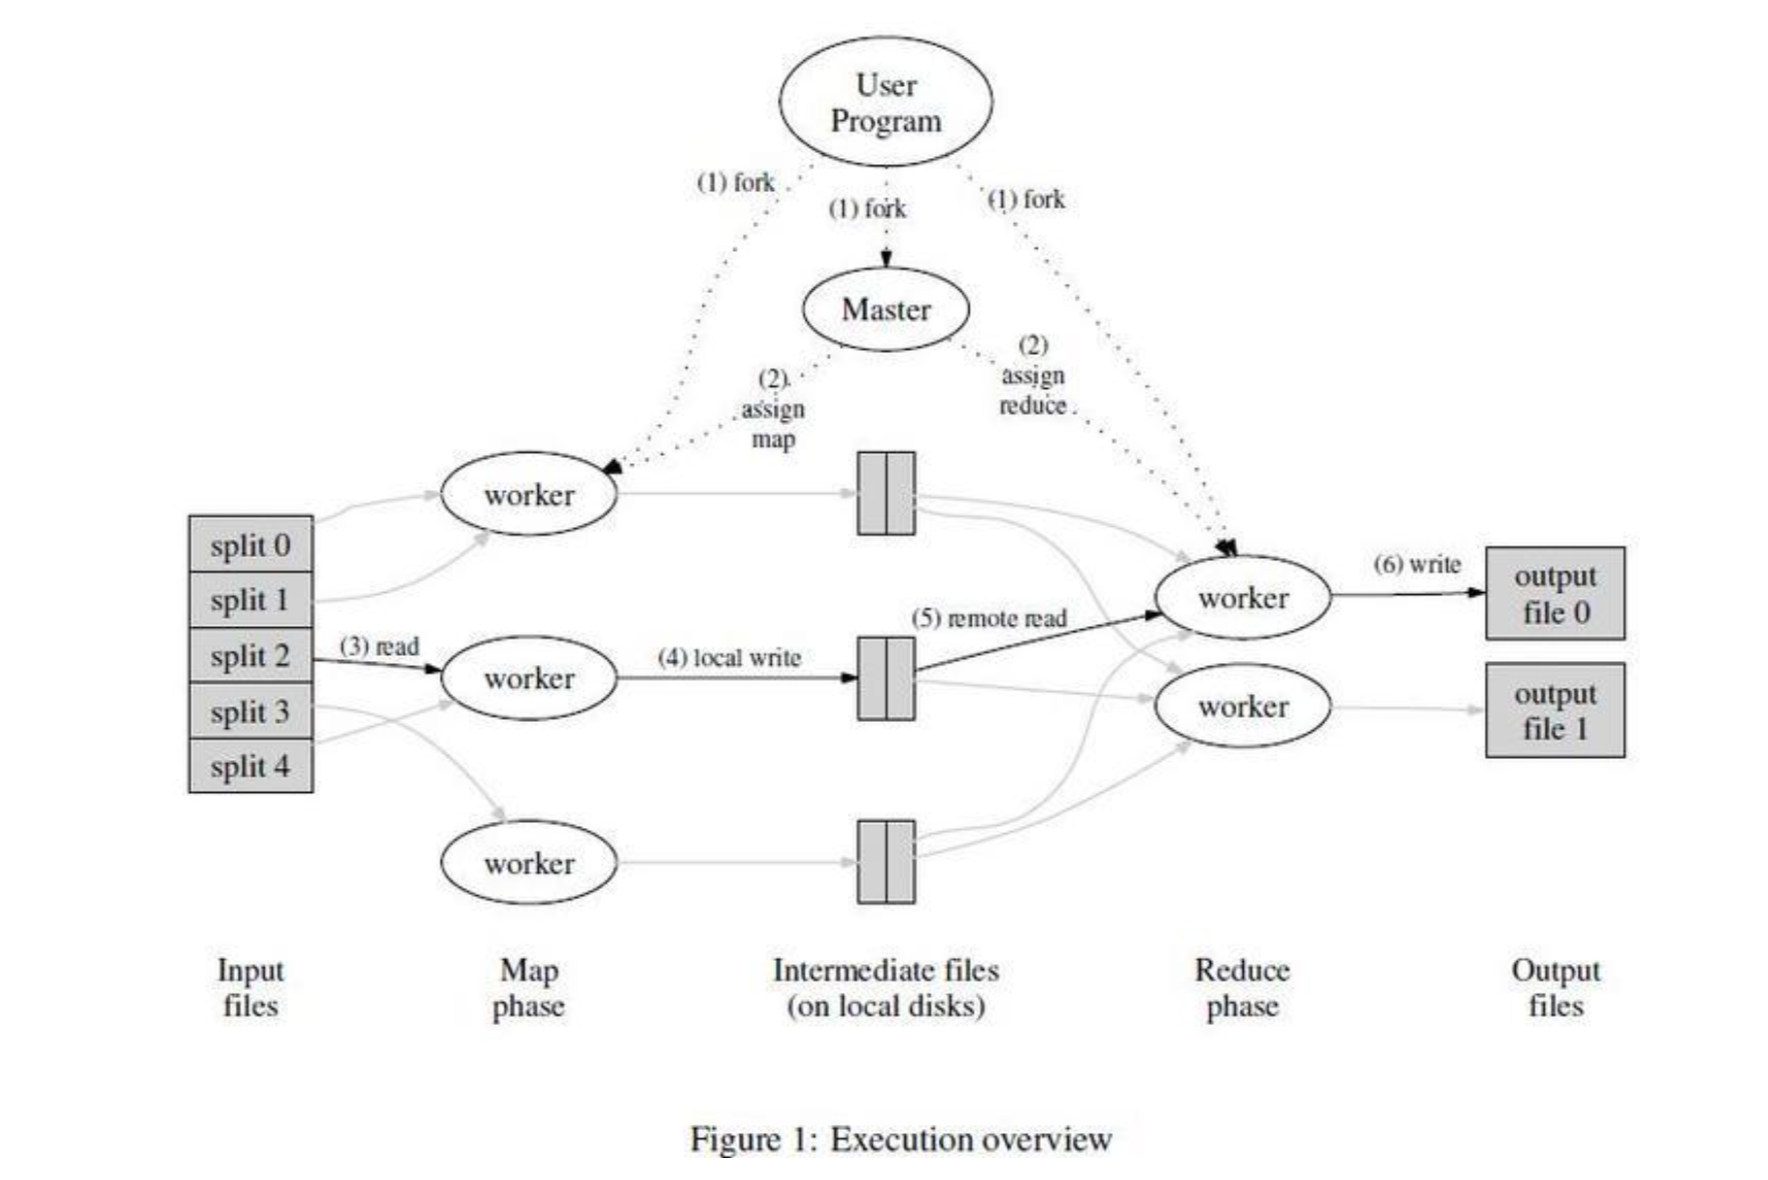 User
Program
(1) fork
(1) fork
(1) fork
Master
(2)
assign
map
(2)
assign
reduce
worker
split 0
split 1
split 2
split 3
split 4
(3) read
worker
(4) local write
(5) remote read
worker
(6) write
output
file 0
worker
output
file 1
worker
Input
files
Map
phase
Intermediate files
(on local disks)
Reduce
phase
Output
files
Figure 1: Execution overview